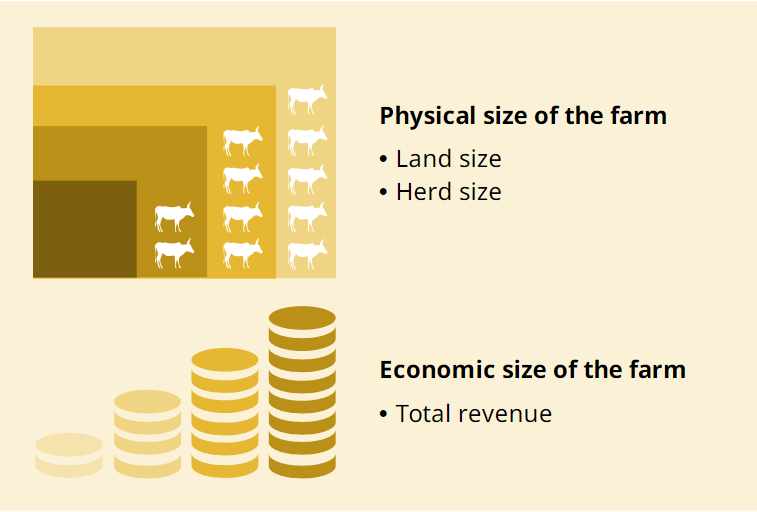 Physical size of the farm
• Land size
• Herd size
Economic size of the farm
• Total revenue